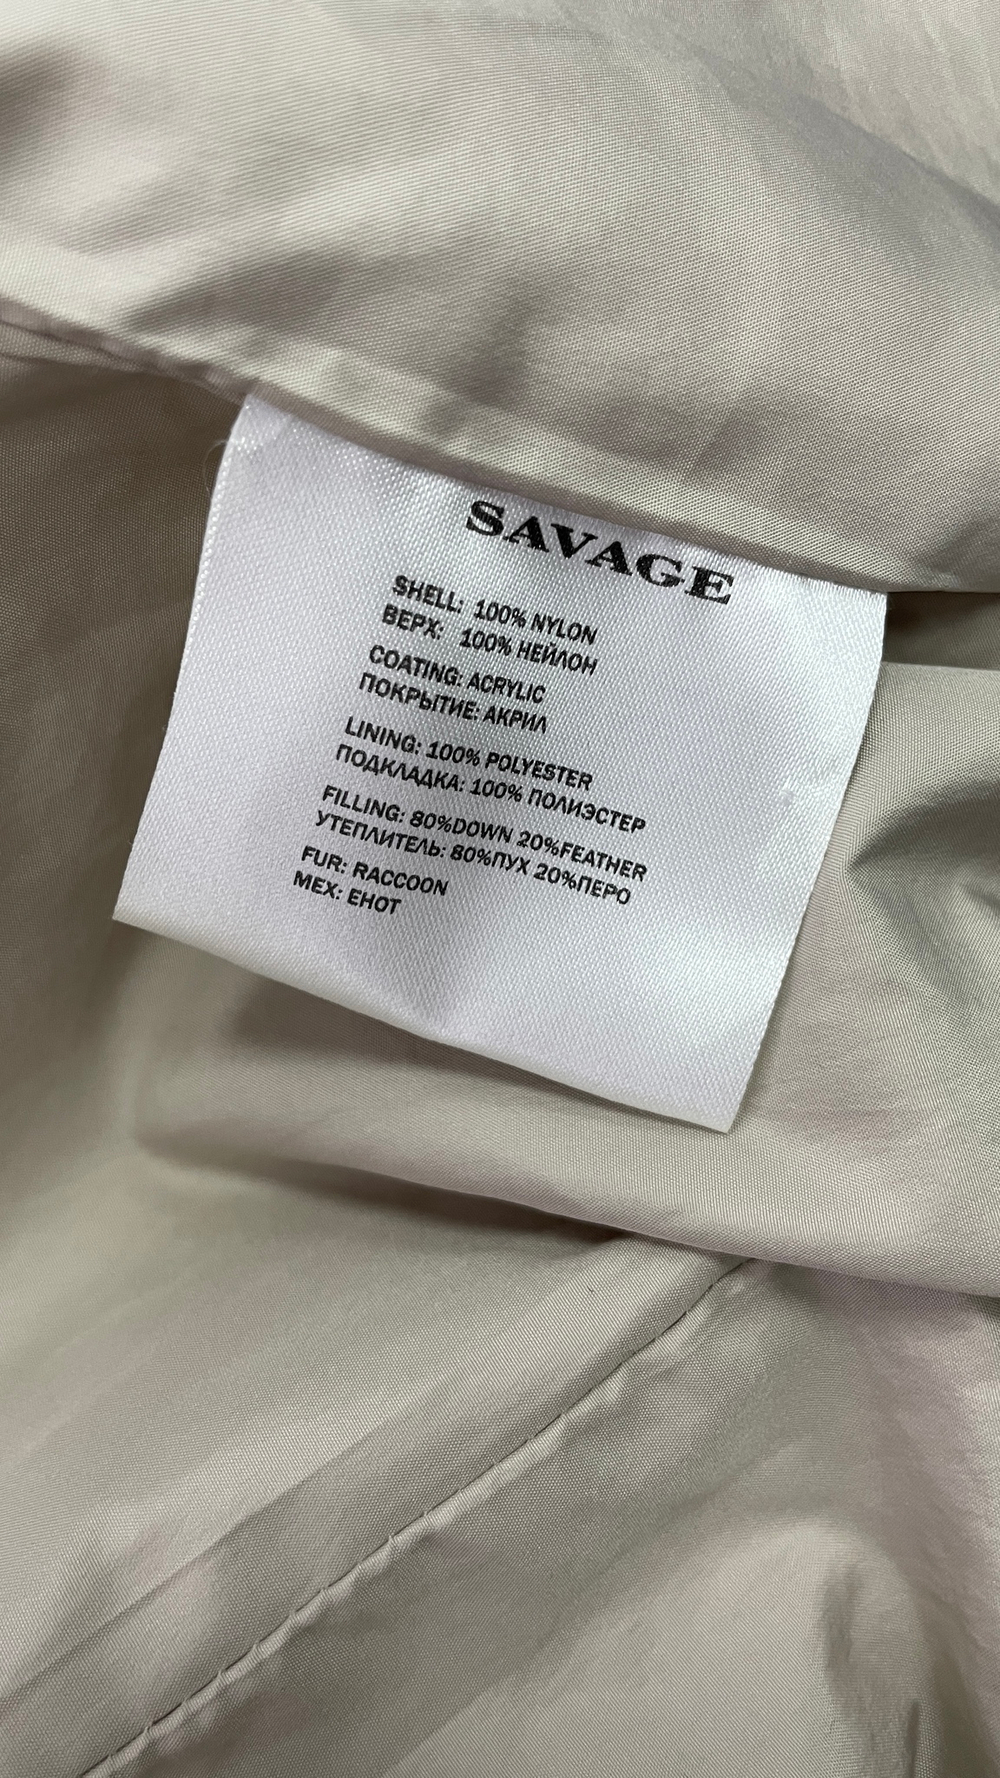 SAVAGE
SHELL: 100% NYLON
ВЕРХ: 100% НЕЙЛОН
COATING: ACRYLIC
ПОКРЫТИЕ: АКРИЛ
LINING: 100% POLYESTER
ПОДКЛАДКА: 100% ПОЛИЭСТЕР
FILLING: 80%DOWN 20%FEATHER
УТЕПЛИТЕЛЬ: 80%ПУХ 20%ПЕРО
FUR: RACCOON
МЕХ: ЕНОТ